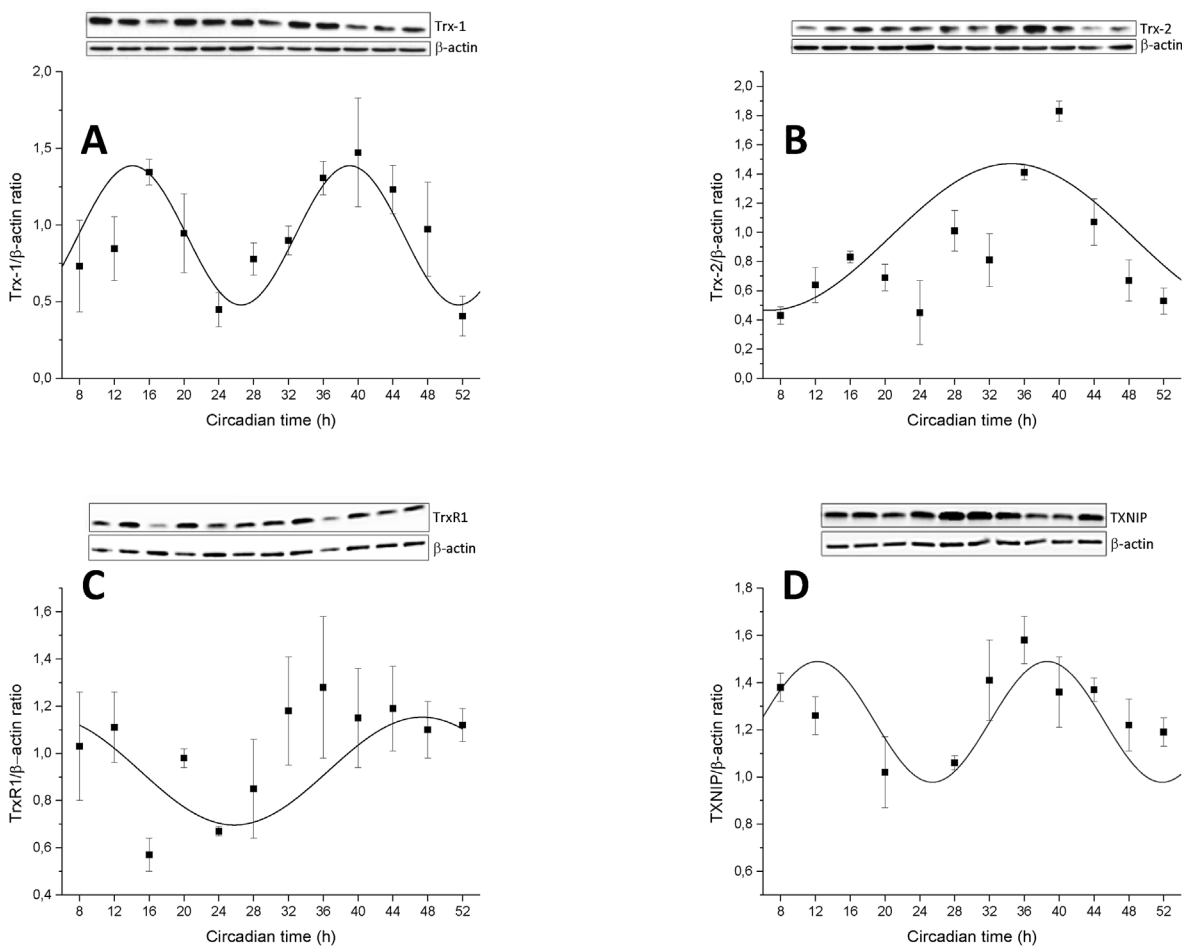 Trx-1
β-actin
A
2,0
1,5
1,0
0,5
0,0
Trx-1/β-actin ratio
8 12 16 20 24 28 32 36 40 44 48 52
Circadian time (h)
Trx-2
β-actin
B
2,0
1,8
1,6
1,4
1,2
1,0
0,8
0,6
0,4
0,2
0,0
Trx-2/β-actin ratio
8 12 16 20 24 28 32 36 40 44 48 52
Circadian time (h)
TrxR1
β-actin
C
1,6
1,4
1,2
1,0
0,8
0,6
0,4
TrxR1/β-actin ratio
8 12 16 20 24 28 32 36 40 44 48 52
Circadian time (h)
TXNIP
β-actin
D
1,8
1,6
1,4
1,2
1,0
0,8
0,6
TXNIP/β-actin ratio
8 12 16 20 24 28 32 36 40 44 48 52
Circadian time (h)